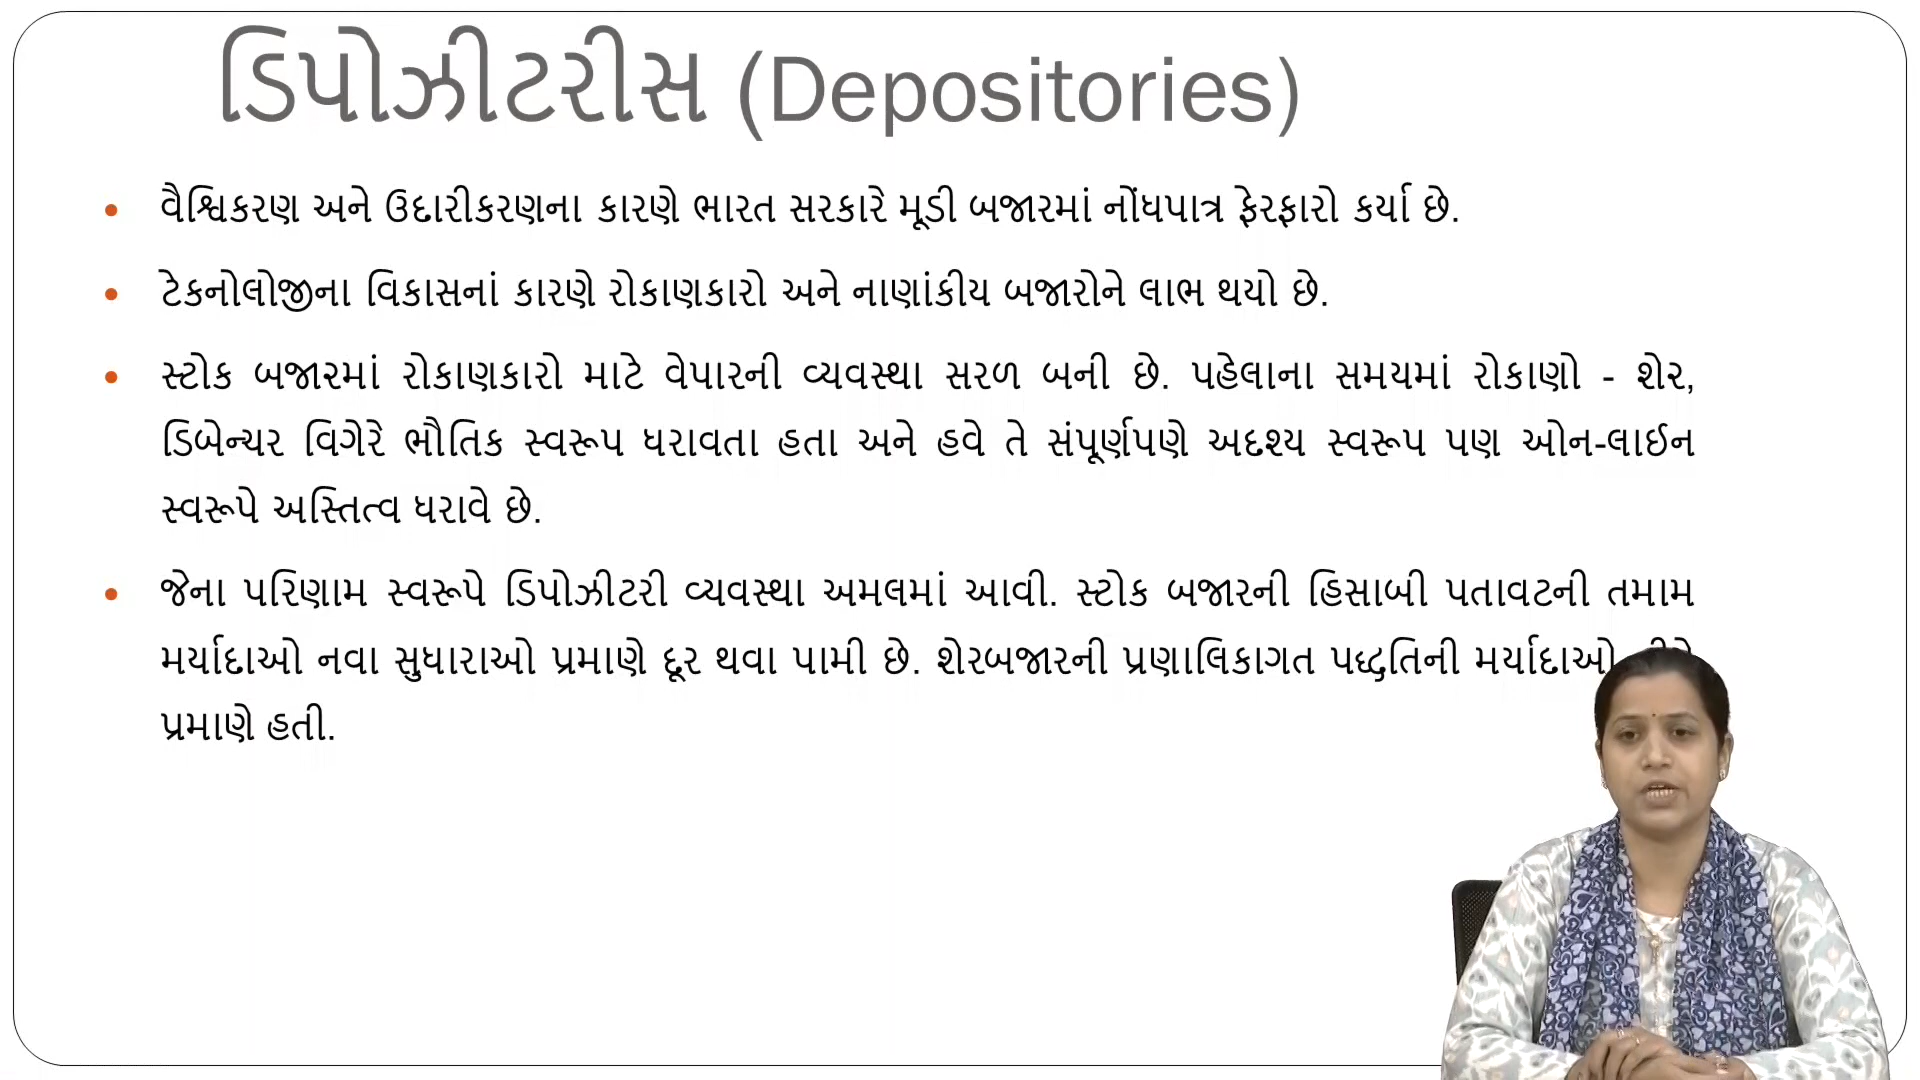 ડિપોઝીટરીસ (Depositories)
• વૈશ્વિકરણ અને ઉદારીકરણના કારણે ભારત સરકારે મૂડી બજારમાં નોંધપાત્ર ફેરફારો કર્યા છે.
• ટેકનોલોજીના વિકાસનાં કારણે રોકાણકારો અને નાણાંકીય બજારોને લાભ થયો છે.
• સ્ટોક બજારમાં રોકાણકારો માટે વેપારની વ્યવસ્થા સરળ બની છે. પહેલાના સમયમાં રોકાણો - શેર,
ડિબેન્ચર વિગેરે ભૌતિક સ્વરૂપ ધરાવતા હતા અને હવે તે સંપૂર્ણપણે અદશ્ય સ્વરૂપ પણ ઓન-લાઈન
સ્વરૂપે અસ્તિત્વ ધરાવે છે.
• જેના પરિણામ સ્વરૂપે ડિપોઝીટરી વ્યવસ્થા અમલમાં આવી. સ્ટોક બજારની હિસાબી પતાવટની તમામ
મર્યાદાઓ નવા સુધારાઓ પ્રમાણે દૂર થવા પામી છે. શેરબજારની પ્રણાલિકાગત પધ્ધતિની મર્યાદાઓ
પ્રમાણે હતી.